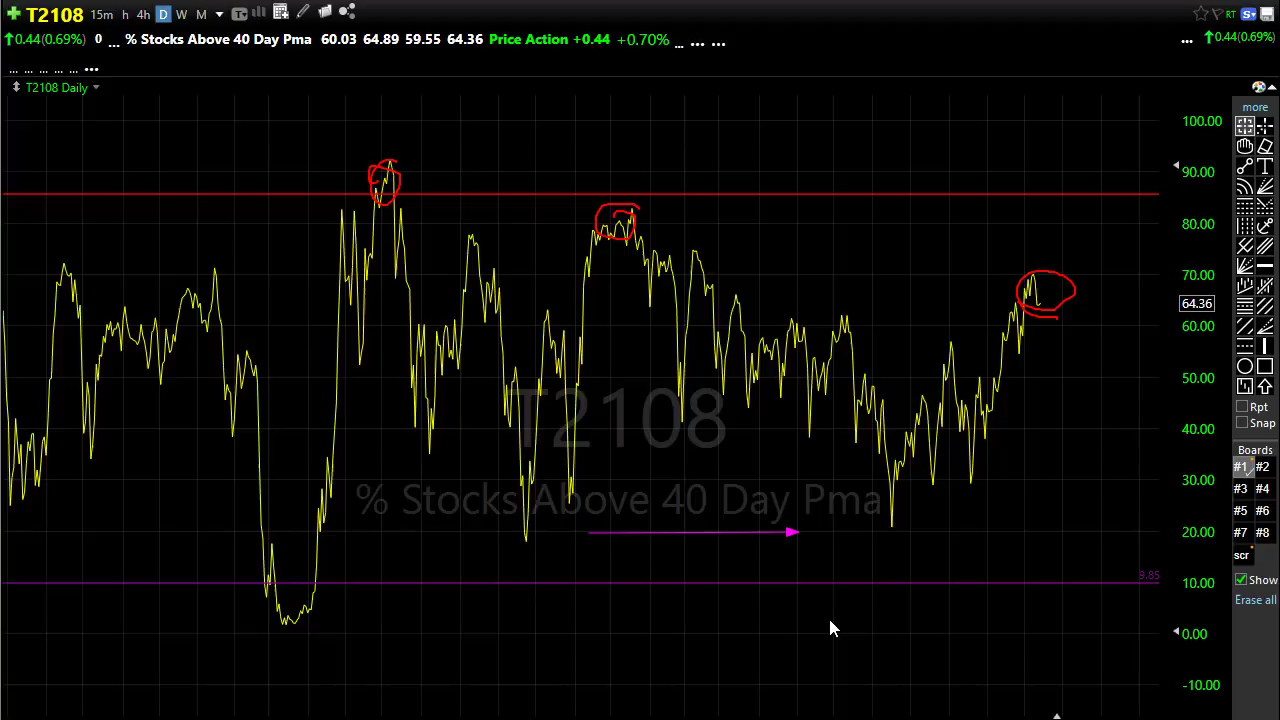 T2108 15m h 4h D W M RT S
0.44(0.69%) 0 ... % Stocks Above 40 Day Pma 60.03 64.89 59.55 64.36 Price Action +0.44 +0.70% ... ... ... ... 0.44(0.69%)
... ... ... ... ... ...
T2108 Daily
more
100.00
90.00
80.00
70.00
64.36
60.00
50.00
40.00
30.00
20.00
10.00
0.00
-10.00
9.85
T2108
% Stocks Above 40 Day Pma
T
Rpt
Snap
Boards
#1 #2
#3 #4
#5 #6
#7 #8
scr
Show
Erase all